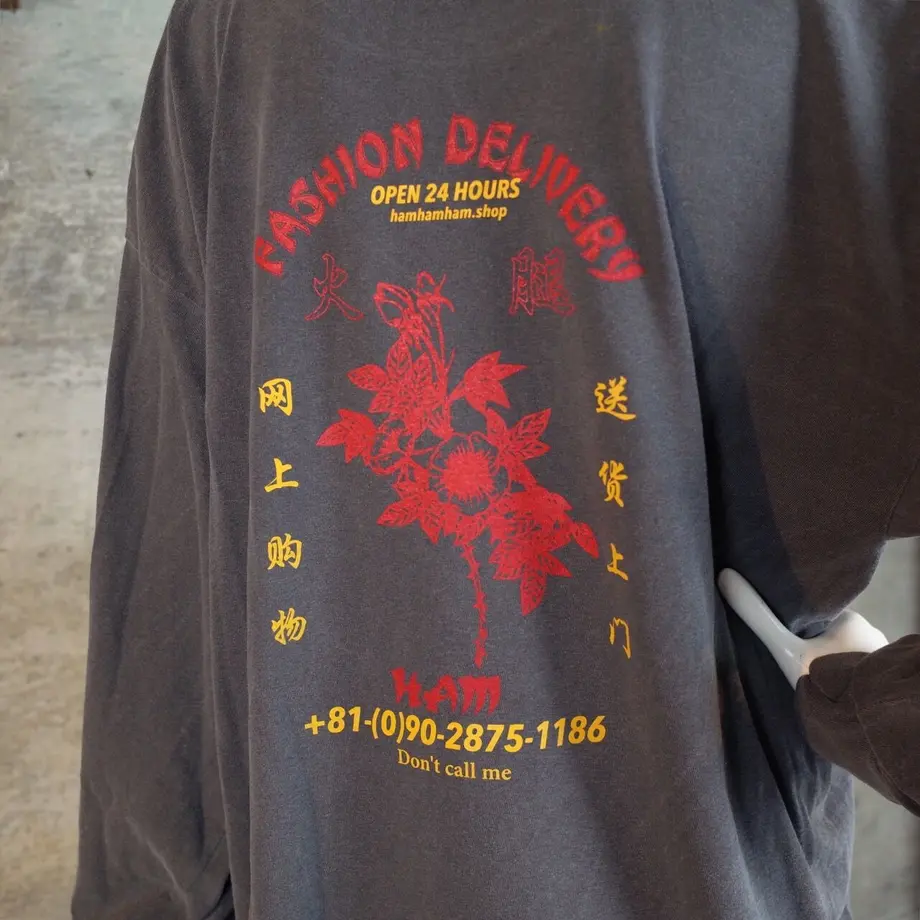 FASHION DELIVERY
OPEN 24 HOURS
hamhamham.shop
火腿
网上购物
送货上门
HAM
+81-(0)90-2875-1186
Don't call me